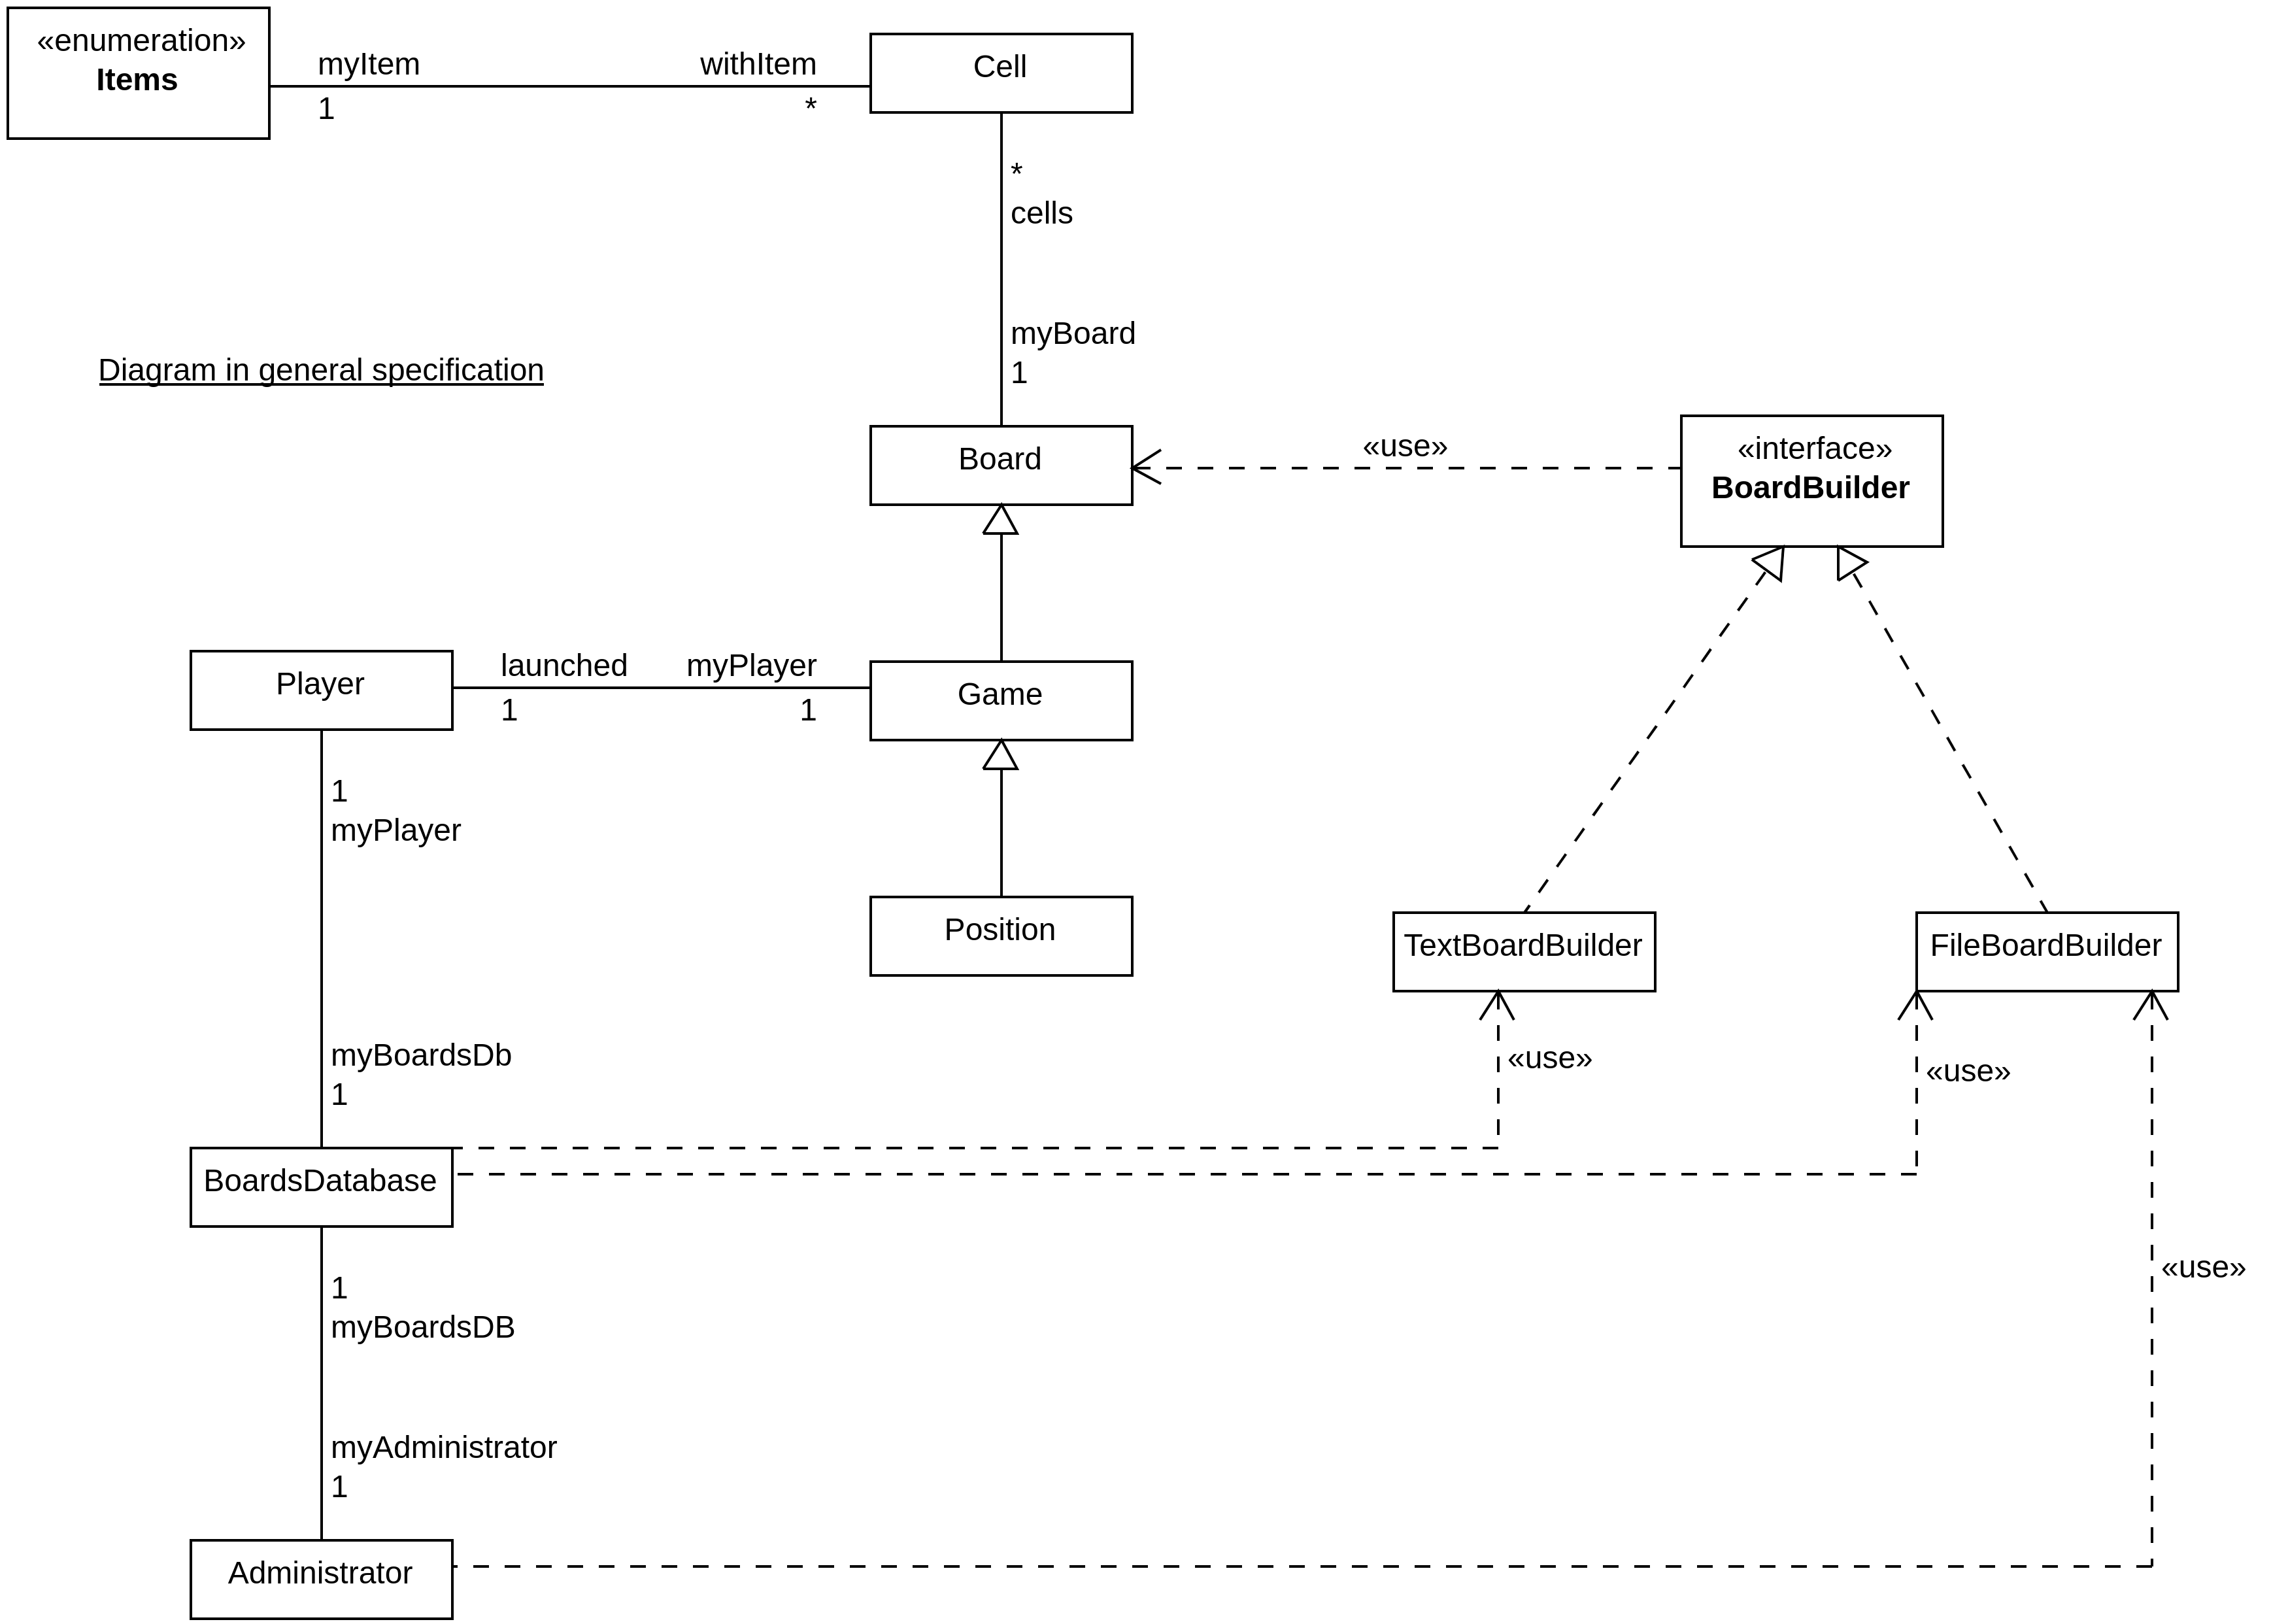 «enumeration»
Items
myItem
withItem
1
*
Cell
*
cells
myBoard
1
Diagram in general specification
Board
«use»
«interface»
BoardBuilder
Player
launched
myPlayer
1
1
Game
1
myPlayer
Position
TextBoardBuilder
FileBoardBuilder
myBoardsDb
1
«use»
«use»
BoardsDatabase
1
myBoardsDB
«use»
myAdministrator
1
Administrator